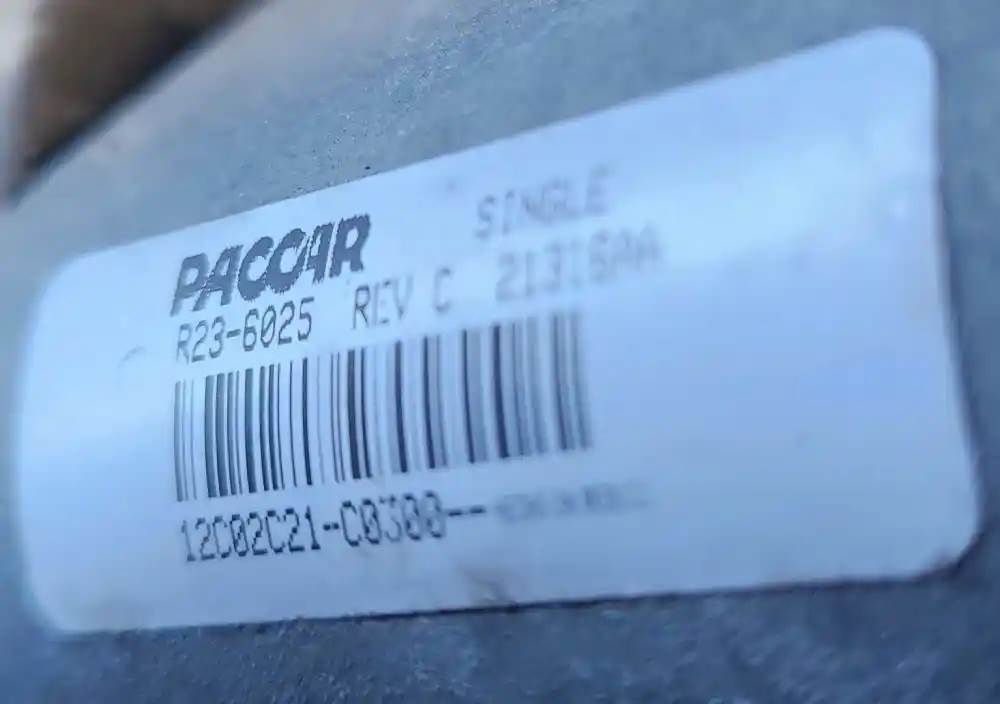 PACCAR SINGLE
R23-6025 REV C 21316AA
12C02C21-C0300--